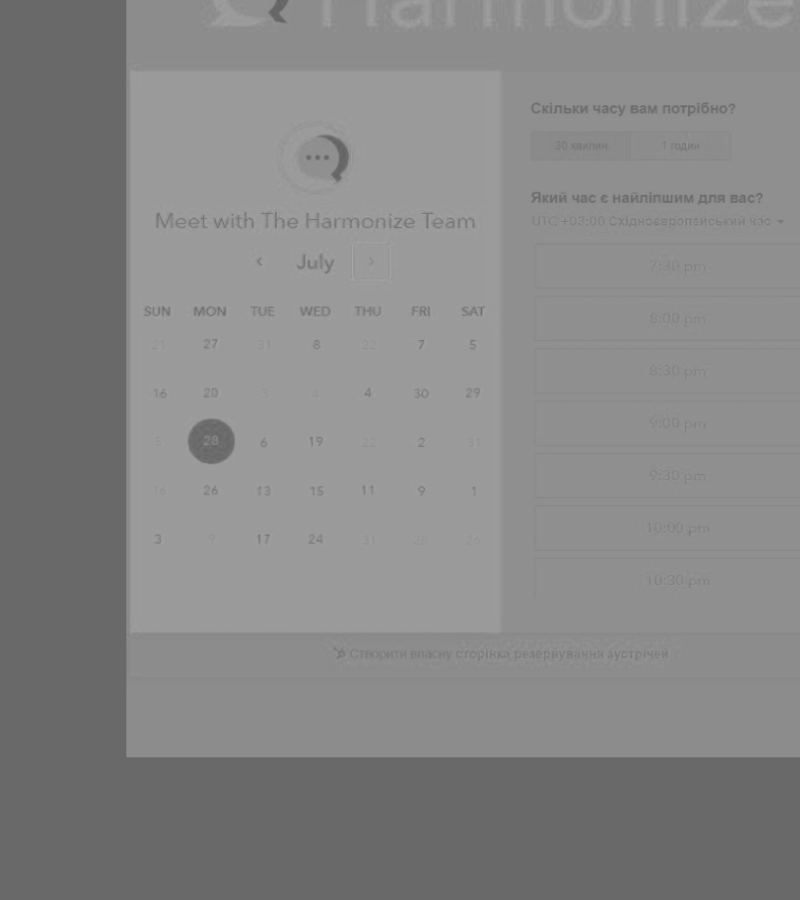 Harmonize
Meet with The Harmonize Team
‹ July ›
SUN MON TUE WED THU FRI SAT
21 27 31 8 22 7 5
16 20 4 30 29
28 6 19 22 2 31
16 26 13 15 11 9 1
3 9 17 24 31 28 26
Скільки часу вам потрібно?
30 хвилин 1 годин
Який час є найліпшим для вас?
UTC +03:00 Східноєвропейський час
7:30 pm
8:00 pm
8:30 pm
9:00 pm
9:30 pm
10:00 pm
10:30 pm
Створити власну сторінка резервування зустрічей